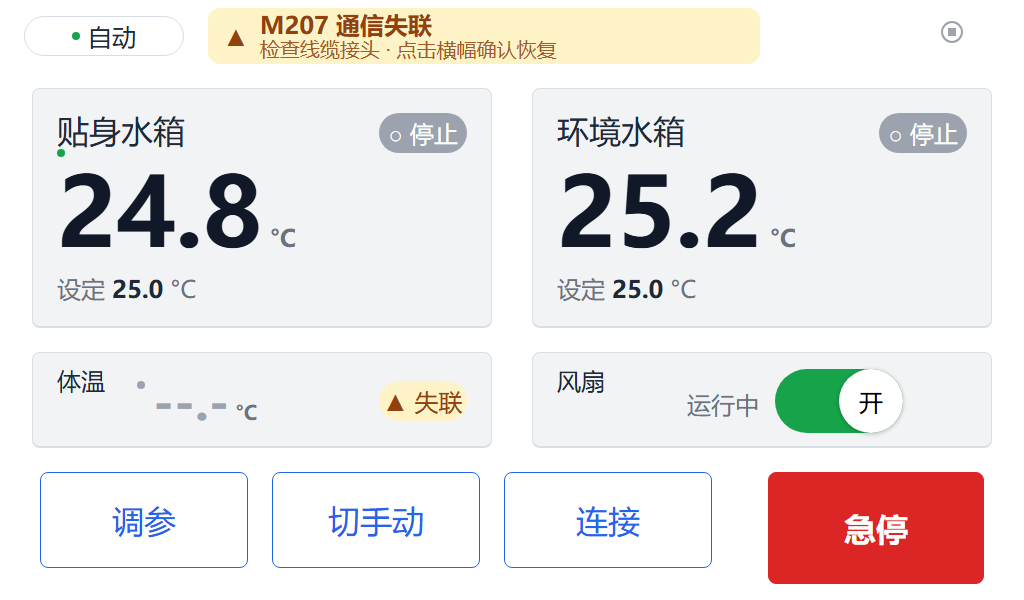 自动
▲ M207 通信失联
检查线缆接头 · 点击横幅确认恢复
贴身水箱
○ 停止
24.8 °C
设定 25.0 °C
环境水箱
○ 停止
25.2 °C
设定 25.0 °C
体温
--.- °C
▲ 失联
风扇
运行中
开
调参
切手动
连接
急停